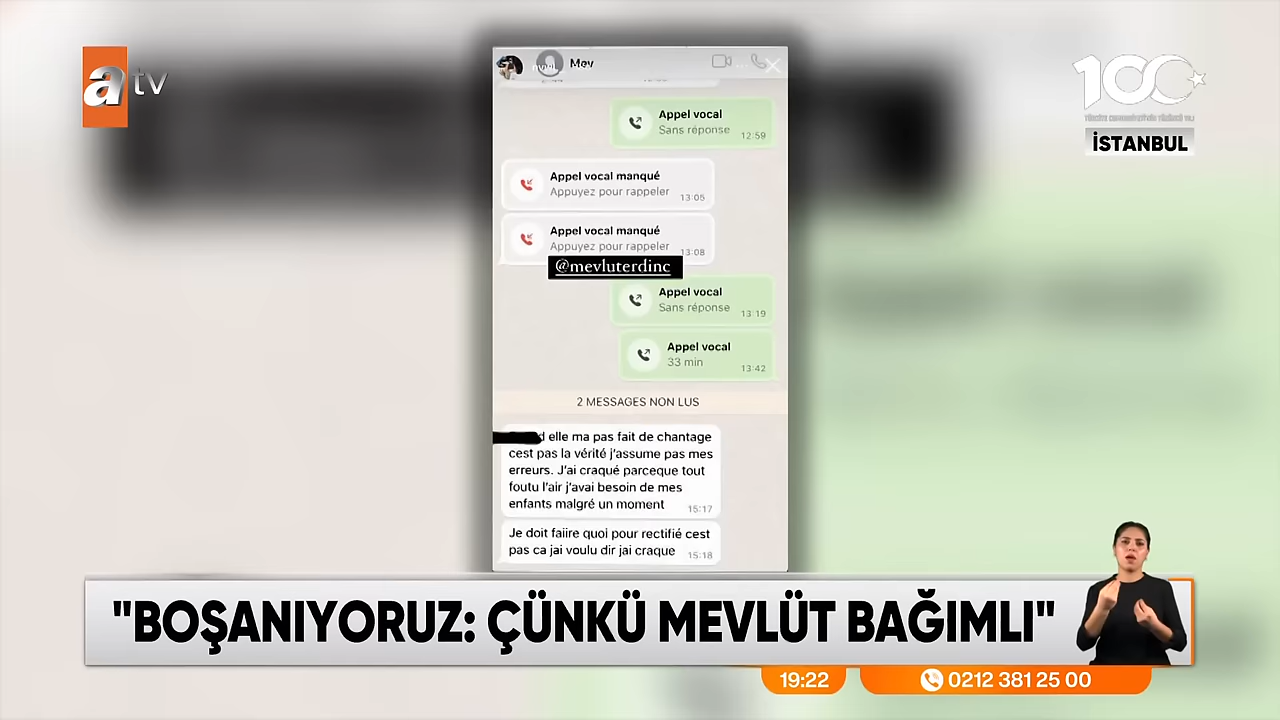 atv
100
İSTANBUL
Mev
Appel vocal
Sans réponse
12:59
Appel vocal manqué
Appuyez pour rappeler
13:05
Appel vocal manqué
Appuyez pour rappeler
13:08
@mevluterdinc
Appel vocal
Sans réponse
13:19
Appel vocal
33 min
13:42
2 MESSAGES NON LUS
elle ma pas fait de chantage
cest pas la vérité j'assume pas mes
erreurs. J'ai craqué parceque tout
foutu l'air j'avai besoin de mes
enfants malgré un moment
15:17
Je doit faiire quoi pour rectifié cest
pas ca jai voulu dir jai craque
15:18
"BOŞANIYORUZ: ÇÜNKÜ MEVLÜT BAĞIMLI"
19:22
0212 381 25 00